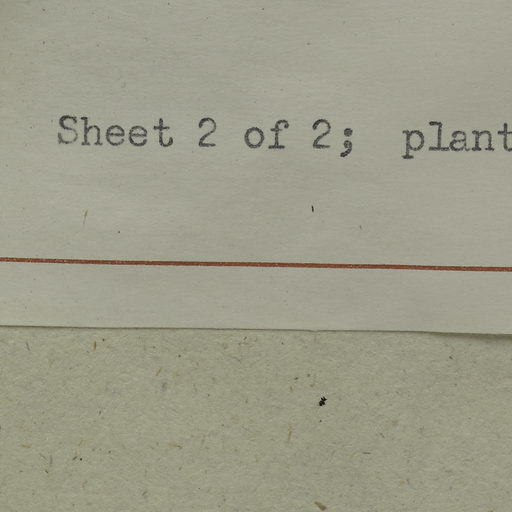 Sheet 2 of 2; plant